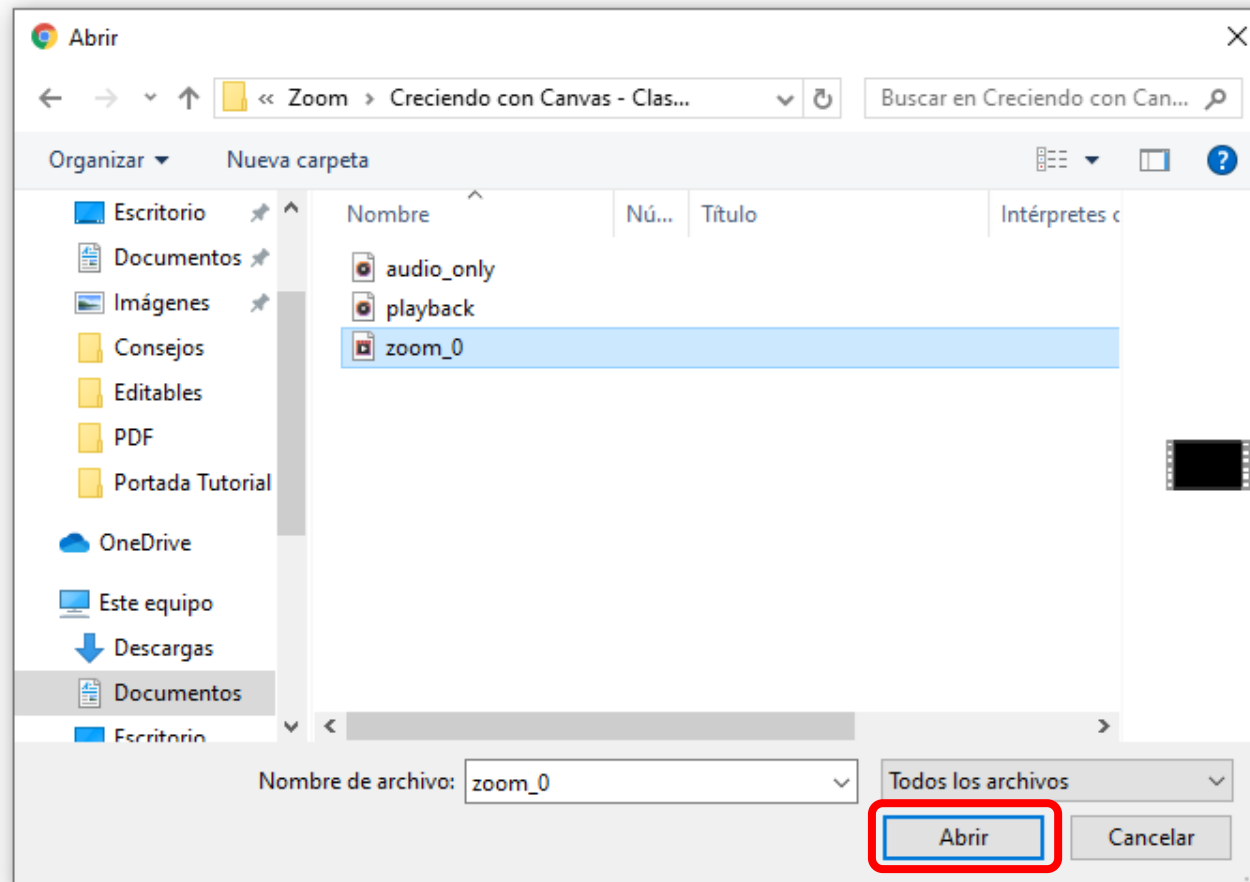 Abrir
« Zoom > Creciendo con Canvas - Clas...
Buscar en Creciendo con Can...
Organizar
Nueva carpeta
?
Escritorio
Documentos
Imágenes
Consejos
Editables
PDF
Portada Tutorial
OneDrive
Este equipo
Descargas
Documentos
Escritorio
Nombre
Nú...
Título
Intérpretes c
audio_only
playback
zoom_0
Nombre de archivo: zoom_0
Todos los archivos
Abrir
Cancelar